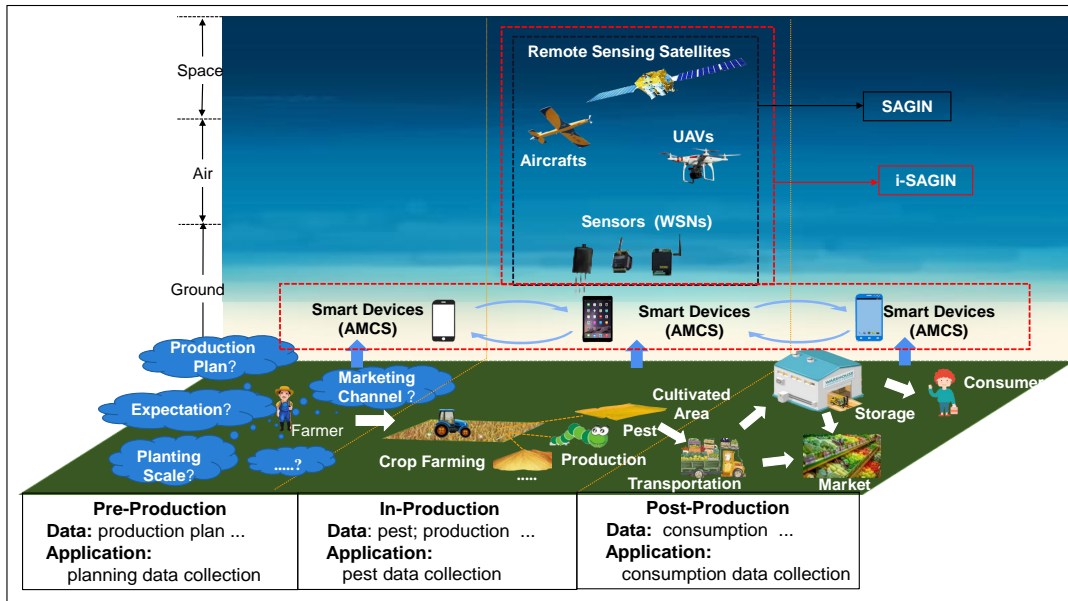 Space
Air
Ground
Remote Sensing Satellites
Aircrafts
UAVs
Sensors (WSNs)
SAGIN
i-SAGIN
Smart Devices
(AMCS)
Smart Devices
(AMCS)
Smart Devices
(AMCS)
Production
Plan?
Expectation?
Planting
Scale?
Marketing
Channel ?
.....?
Farmer
Crop Farming
Cultivated
Area
Pest
Production
.....
Transportation
Storage
Market
Consumer
Pre-Production
Data: production plan ...
Application:
planning data collection
In-Production
Data: pest; production ...
Application:
pest data collection
Post-Production
Data: consumption ...
Application:
consumption data collection